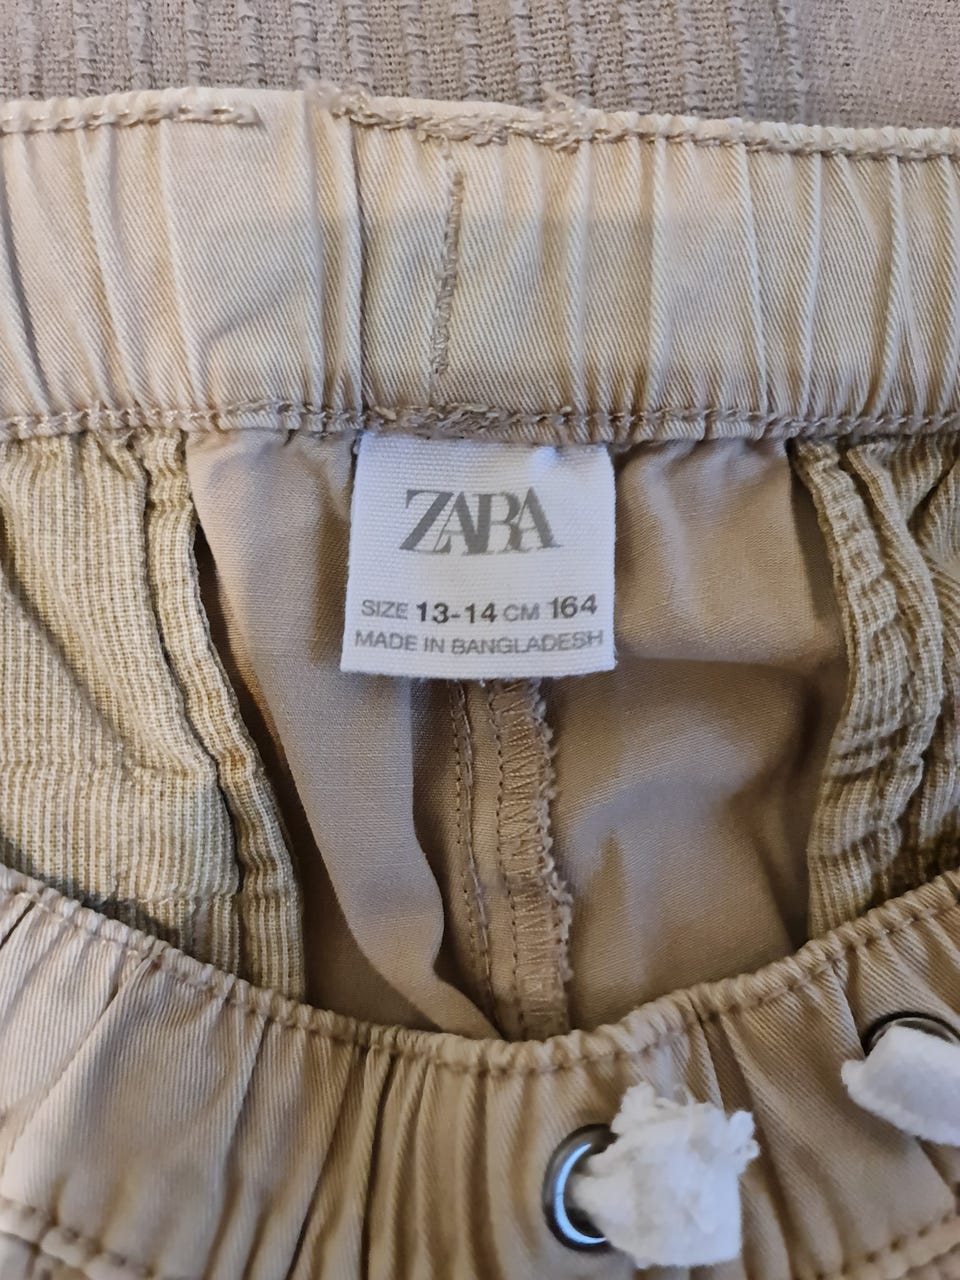 ZARA
SIZE 13-14 CM 164
MADE IN BANGLADESH